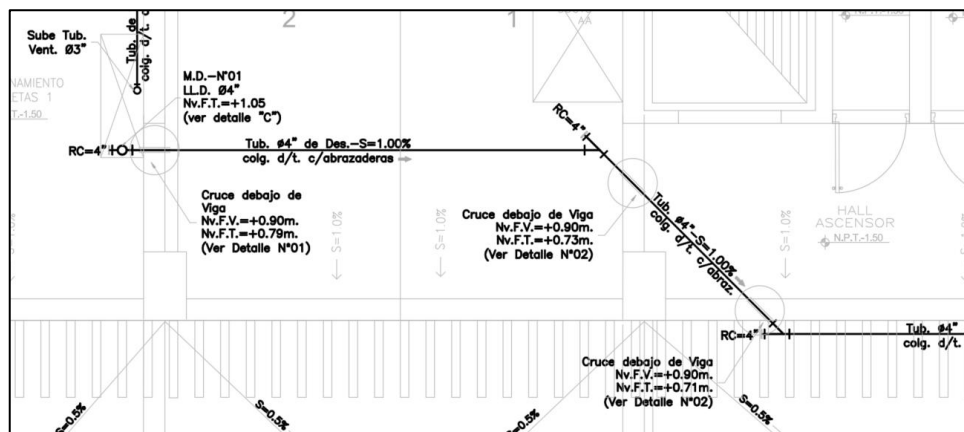 2
1
AA
Sube Tub.
Vent. Ø3"
Tub. de
colg. d/t.
M.D.-N°01
LL.D. Ø4"
Nv.F.T.=+1.05
(ver detalle "C")
NAMIENTO
ETAS 1
.T.-1.50
RC=4"
RC=4"
Tub. ø4" de Des.-S=1.00%
colg. d/t. c/abrazaderas
Cruce debajo de
Viga
Nv.F.V.=+0.90m.
Nv.F.T.=+0.79m.
(Ver Detalle N°01)
Cruce debajo de Viga
Nv.F.V.=+0.90m.
Nv.F.T.=+0.73m.
(Ver Detalle N°02)
Tub. ø4"-S=1.00%
colg. d/t. c/abraz.
HALL
ASCENSOR
N.P.T.-1.50
S=1.0%
S=1.0%
S=1.0%
RC=4"
Tub. ø4"
colg. d/t.
Cruce debajo de Viga
Nv.F.V.=+0.90m.
Nv.F.T.=+0.71m.
(Ver Detalle N°02)
S=0.5%
S=0.5%
S=0.5%
S=0.5%